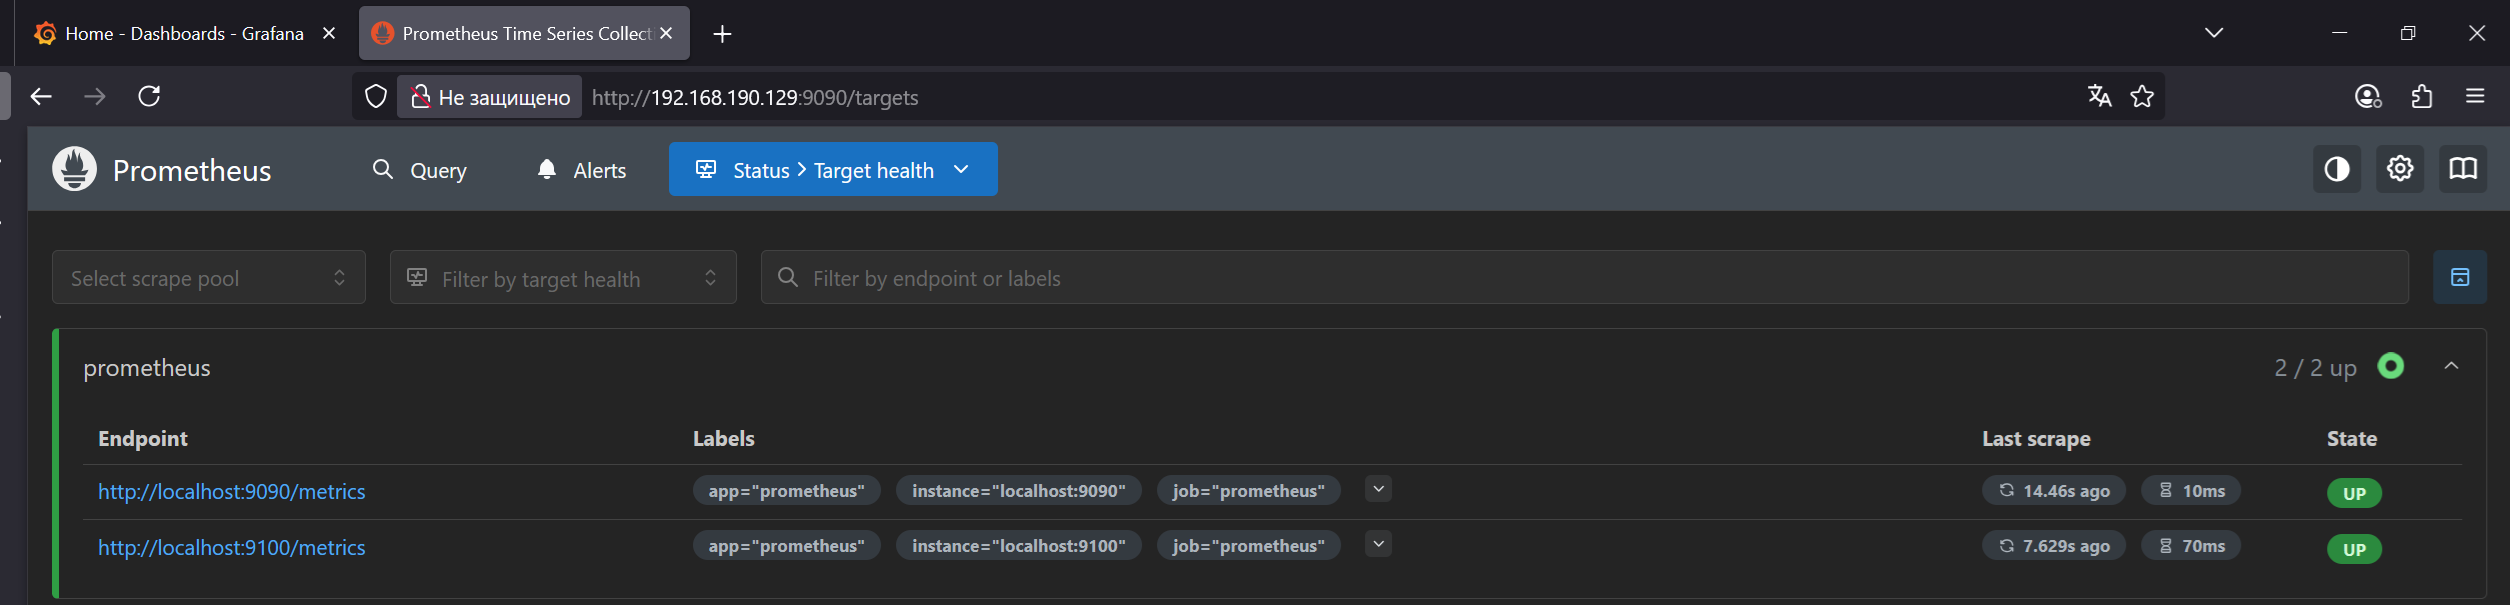 Home - Dashboards - Grafana
Prometheus Time Series Collecti
Не защищено
http://192.168.190.129:9090/targets
Prometheus
Query
Alerts
Status > Target health
Select scrape pool
Filter by target health
Filter by endpoint or labels
prometheus
2 / 2 up
Endpoint Labels Last scrape State
http://localhost:9090/metrics app="prometheus" instance="localhost:9090" job="prometheus" 14.46s ago 10ms UP
http://localhost:9100/metrics app="prometheus" instance="localhost:9100" job="prometheus" 7.629s ago 70ms UP